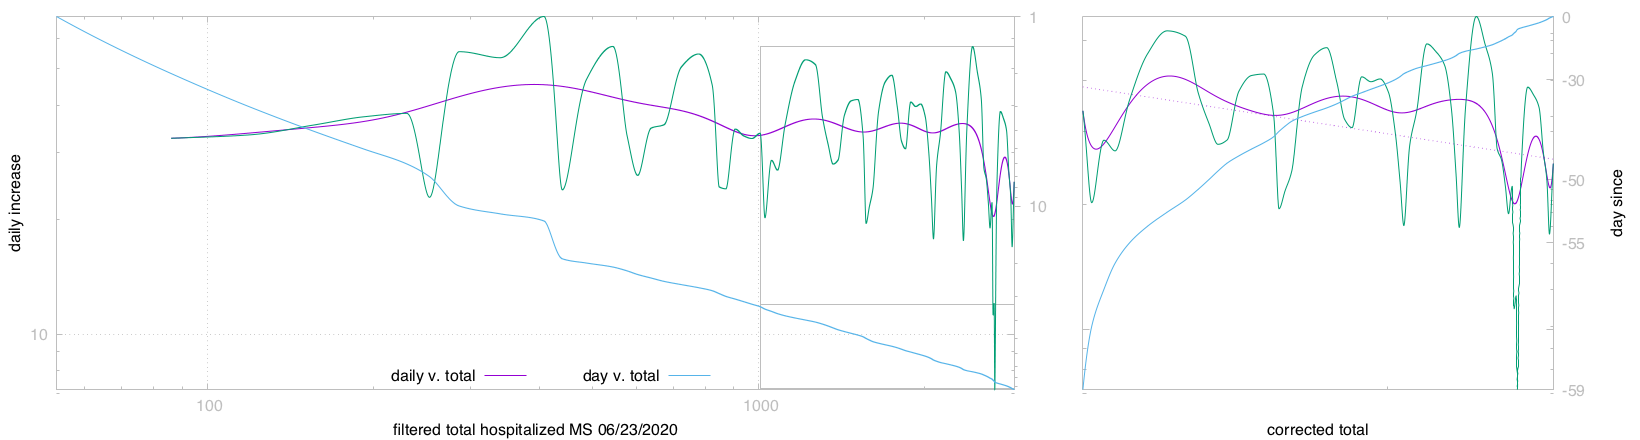 daily increase
10
100
1000
1
10
daily v. total
day v. total
filtered total hospitalized MS 06/23/2020
0
-30
-50
-55
-59
day since
corrected total